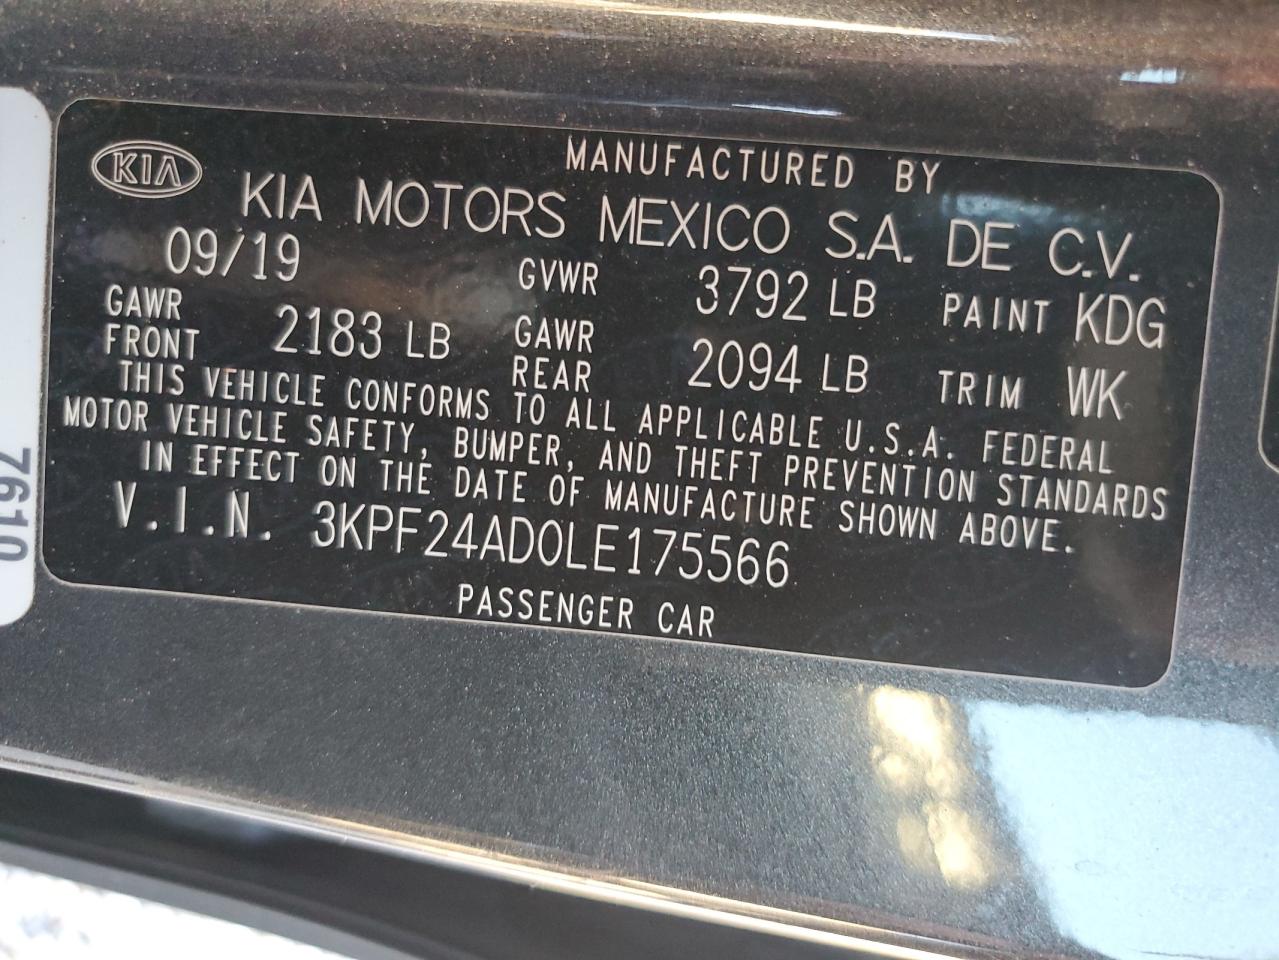 MANUFACTURED BY
KIA KIA MOTORS MEXICO S.A. DE C.V.
09/19 GVWR 3792 LB PAINT KDG
GAWR FRONT 2183 LB GAWR REAR 2094 LB TRIM WK
THIS VEHICLE CONFORMS TO ALL APPLICABLE U.S.A. FEDERAL
MOTOR VEHICLE SAFETY, BUMPER, AND THEFT PREVENTION STANDARDS
IN EFFECT ON THE DATE OF MANUFACTURE SHOWN ABOVE.
V.I.N. 3KPF24AD0LE175566
PASSENGER CAR
7610